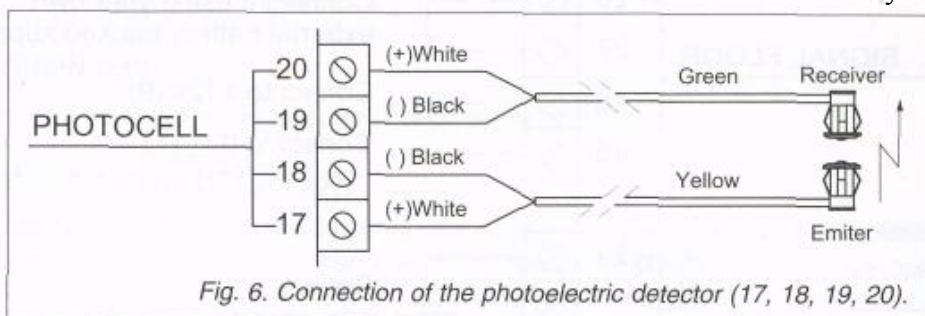 20 (+)White
Green Receiver
19 ( ) Black
PHOTOCELL
18 ( ) Black
Yellow
17 (+)White
Emiter
Fig. 6. Connection of the photoelectric detector (17, 18, 19, 20).